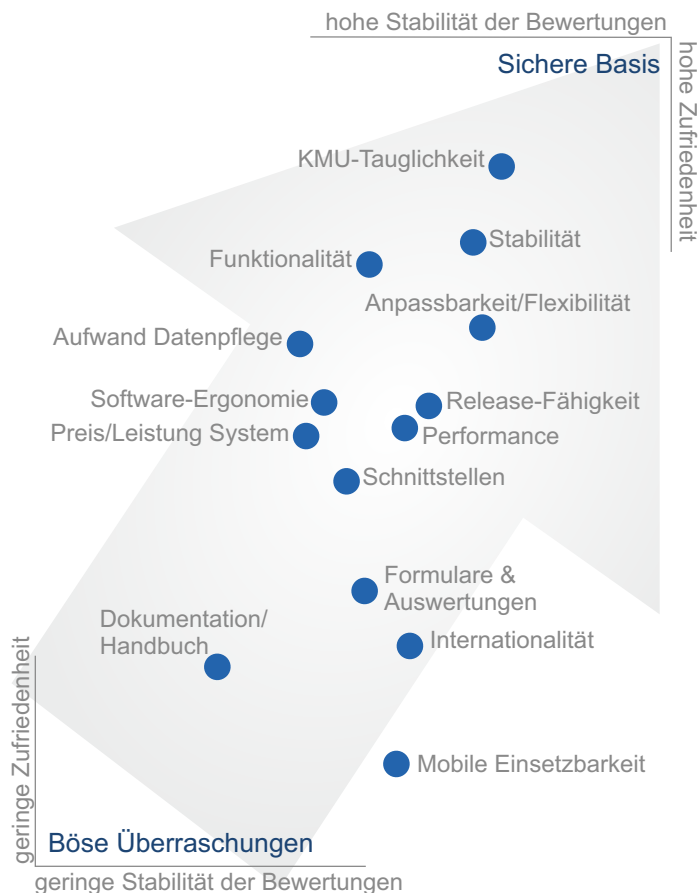 hohe Stabilität der Bewertungen
Sichere Basis
hohe Zufriedenheit
KMU-Tauglichkeit
Stabilität
Funktionalität
Anpassbarkeit/Flexibilität
Aufwand Datenpflege
Software-Ergonomie
Release-Fähigkeit
Preis/Leistung System
Performance
Schnittstellen
Formulare &
Auswertungen
Dokumentation/
Handbuch
Internationalität
geringe Zufriedenheit
Mobile Einsetzbarkeit
Böse Überraschungen
geringe Stabilität der Bewertungen